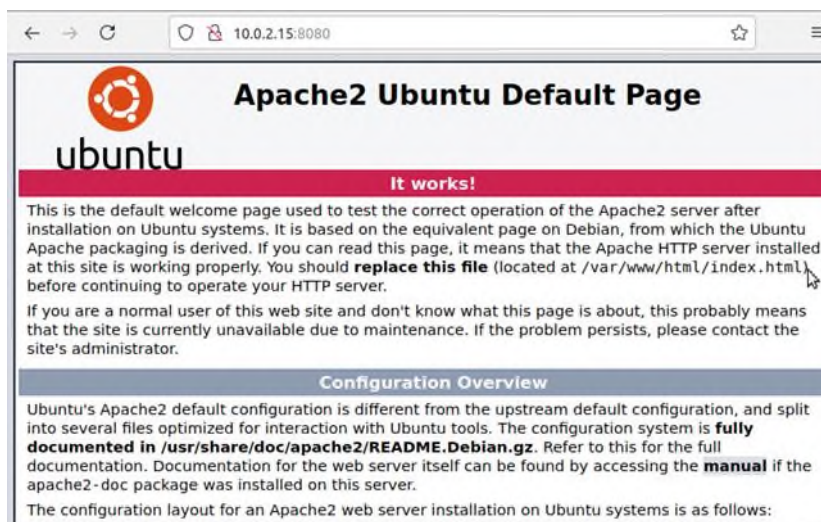 10.0.2.15:8080
Apache2 Ubuntu Default Page
ubuntu
It works!
This is the default welcome page used to test the correct operation of the Apache2 server after
installation on Ubuntu systems. It is based on the equivalent page on Debian, from which the Ubuntu
Apache packaging is derived. If you can read this page, it means that the Apache HTTP server installed
at this site is working properly. You should replace this file (located at /var/www/html/index.html)
before continuing to operate your HTTP server.
If you are a normal user of this web site and don't know what this page is about, this probably means
that the site is currently unavailable due to maintenance. If the problem persists, please contact the
site's administrator.
Configuration Overview
Ubuntu's Apache2 default configuration is different from the upstream default configuration, and split
into several files optimized for interaction with Ubuntu tools. The configuration system is fully
documented in /usr/share/doc/apache2/README.Debian.gz. Refer to this for the full
documentation. Documentation for the web server itself can be found by accessing the manual if the
apache2-doc package was installed on this server.
The configuration layout for an Apache2 web server installation on Ubuntu systems is as follows: